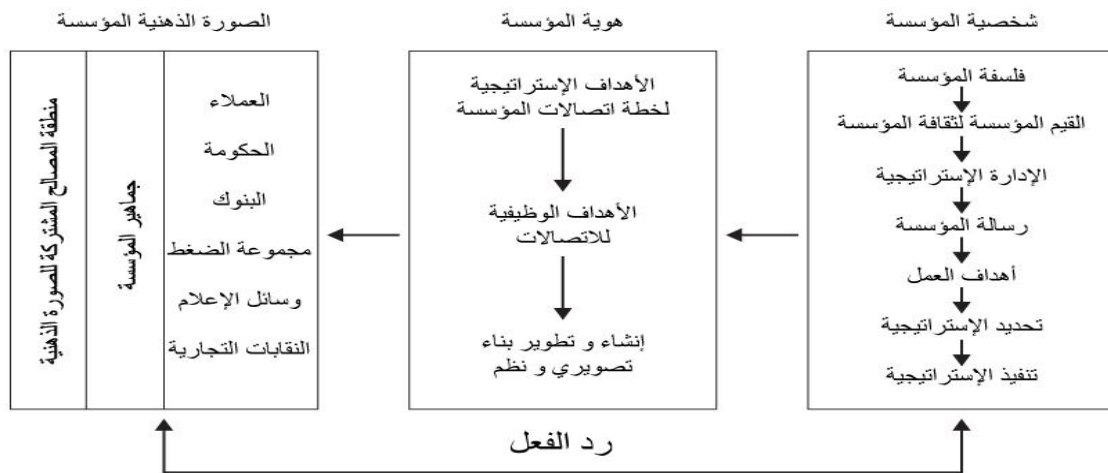 شخصية المؤسسة
فلسفة المؤسسة
القيم المؤسسة لثقافة المؤسسة
الإدارة الإستراتيجية
رسالة المؤسسة
أهداف العمل
تحديد الإستراتيجية
تنفيذ الإستراتيجية
هوية المؤسسة
الأهداف الإستراتيجية
لخطة اتصالات المؤسسة
الأهداف الوظيفية
للاتصالات
إنشاء و تطوير بناء
تصويري و نظم
الصورة الذهنية المؤسسة
العملاء
الحكومة
البنوك
مجموعة الضغط
وسائل الإعلام
النقابات التجارية
جماهير المؤسسة
منطقة المصالح المشتركة للصورة الذهنية
رد الفعل